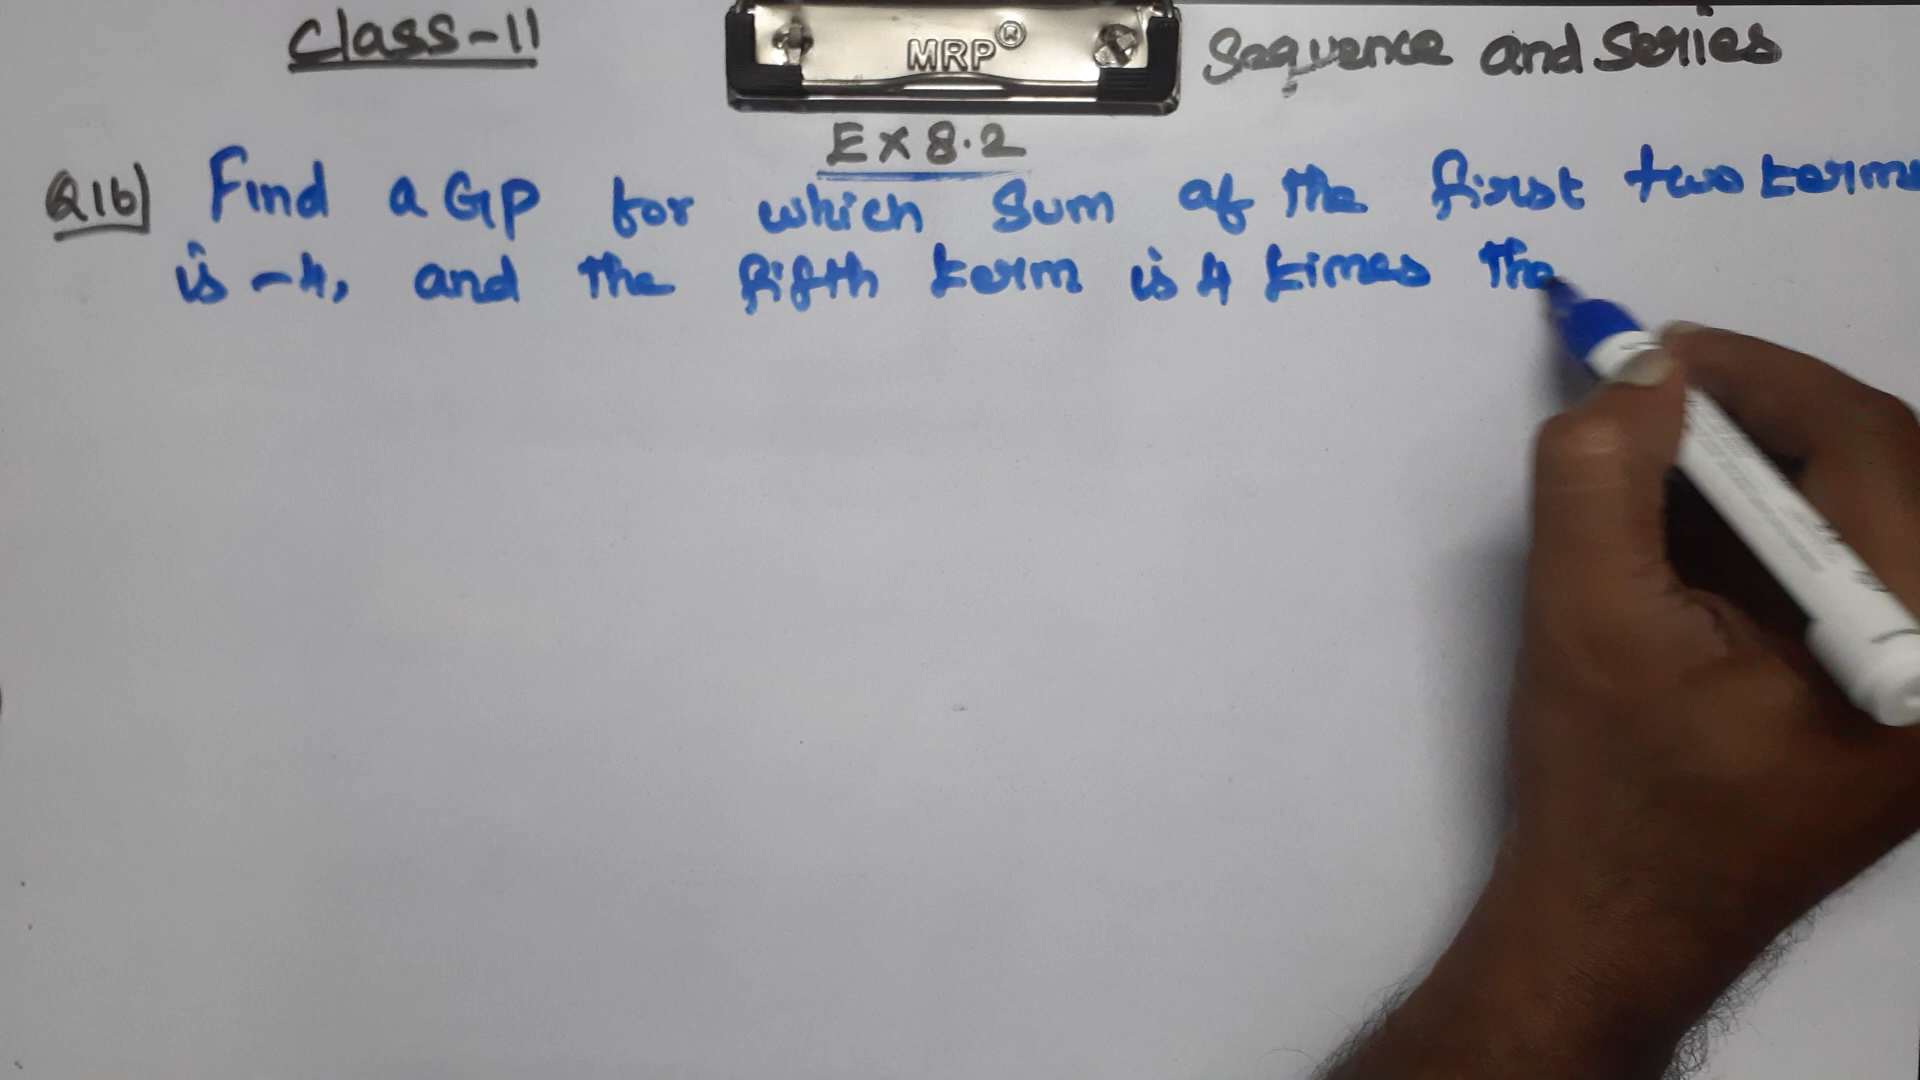 Class-11
MRP®
Sequence and Series
Ex 8.2
Q16) Find a GP for which sum of the first two terms
is -4, and the fifth term is 4 times the